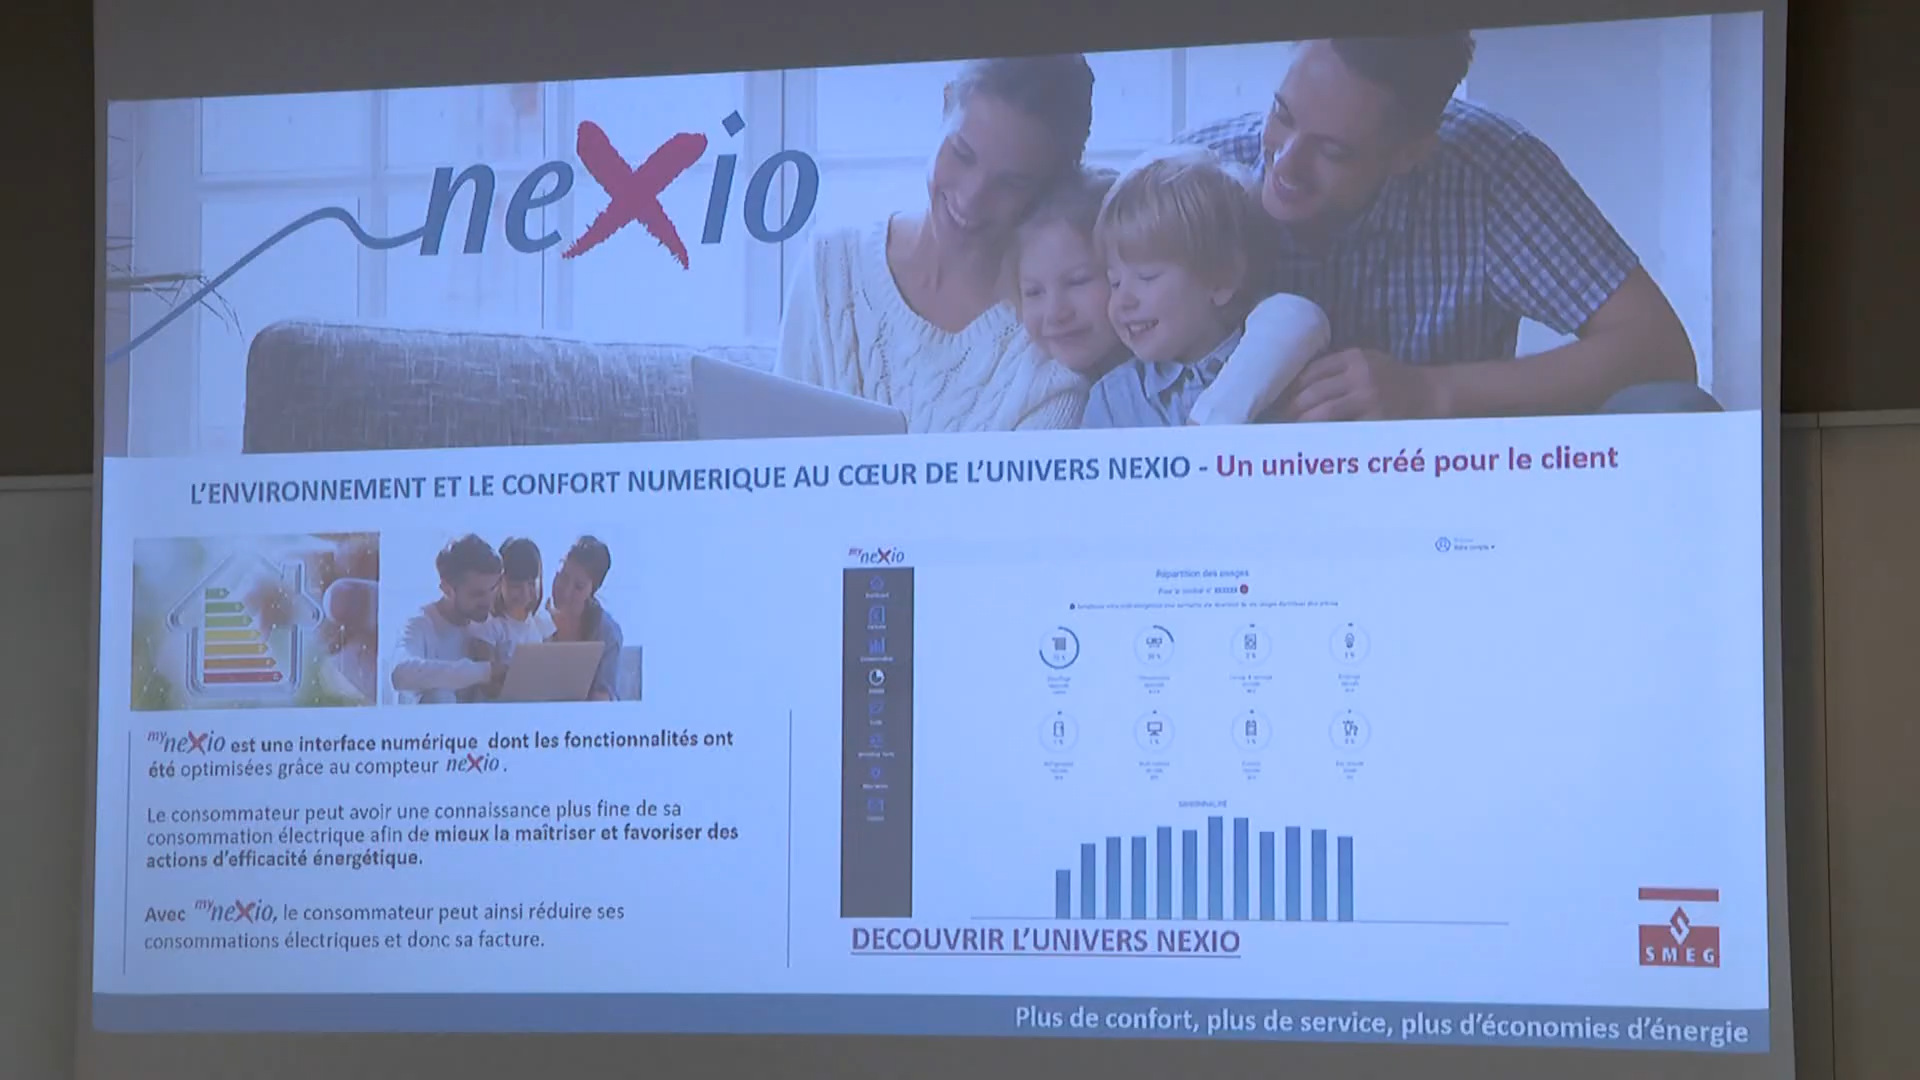 neXio
L'ENVIRONNEMENT ET LE CONFORT NUMERIQUE AU CŒUR DE L'UNIVERS NEXIO - Un univers créé pour le client
myneXio est une interface numérique dont les fonctionnalités ont
été optimisées grâce au compteur neXio.
Le consommateur peut avoir une connaissance plus fine de sa
consommation électrique afin de mieux la maîtriser et favoriser des
actions d'efficacité énergétique.
Avec myneXio, le consommateur peut ainsi réduire ses
consommations électriques et donc sa facture.
myneXio
Répartition des usages
SAISONNALITÉ
DECOUVRIR L'UNIVERS NEXIO
SMEG
Plus de confort, plus de service, plus d'économies d'énergie